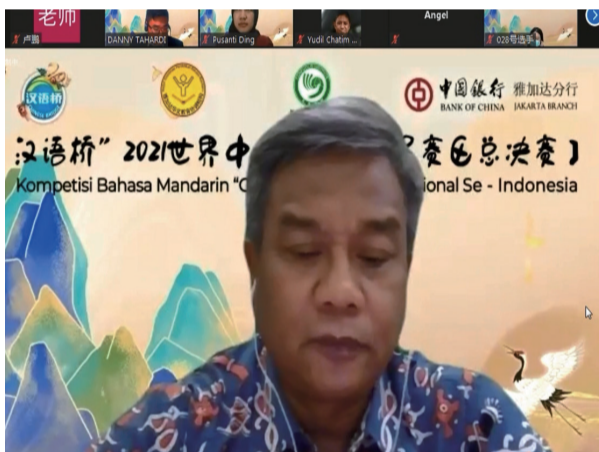 老师
卢鹏
DANNY TAHARDI
Pusanti Ding
Yudil Chatim ...
Angel
028号选手
汉语桥
中国银行 雅加达分行
BANK OF CHINA JAKARTA BRANCH
汉语桥”2021世界中 赛区总决赛】
Kompetisi Bahasa Mandarin “ ional Se - Indonesia